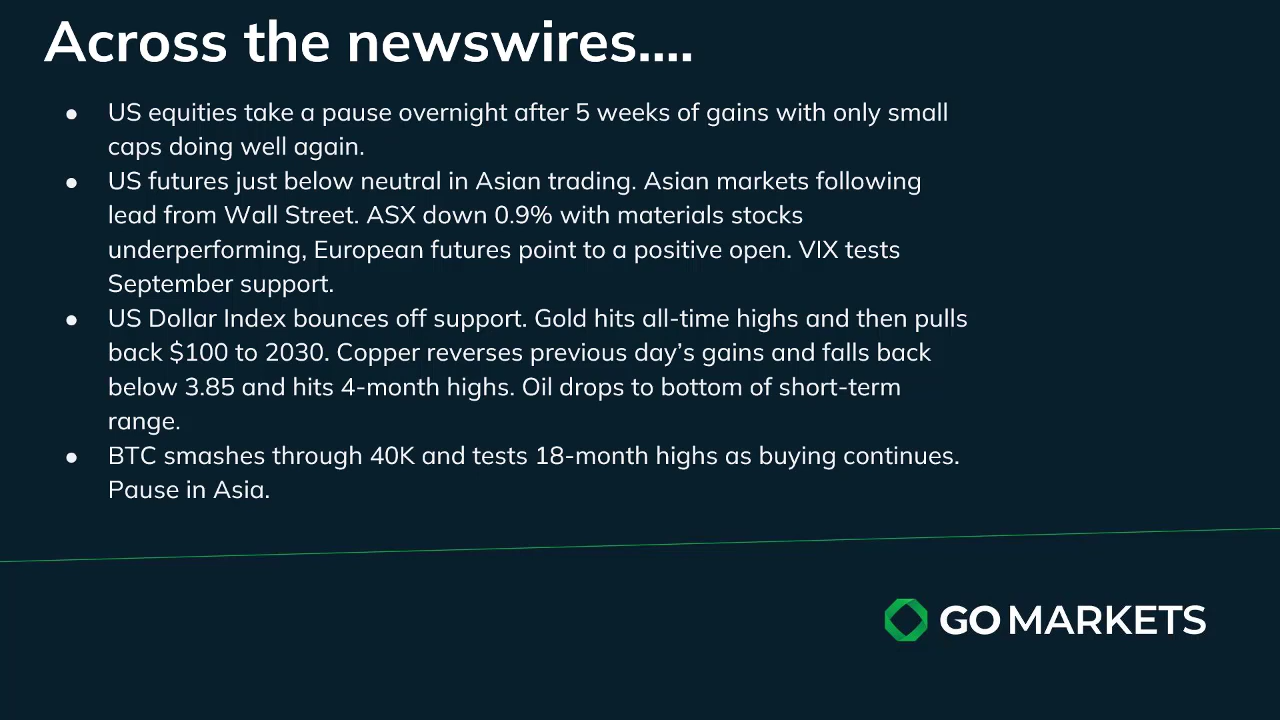 Across the newswires....
● US equities take a pause overnight after 5 weeks of gains with only small
caps doing well again.
● US futures just below neutral in Asian trading. Asian markets following
lead from Wall Street. ASX down 0.9% with materials stocks
underperforming, European futures point to a positive open. VIX tests
September support.
● US Dollar Index bounces off support. Gold hits all-time highs and then pulls
back $100 to 2030. Copper reverses previous day’s gains and falls back
below 3.85 and hits 4-month highs. Oil drops to bottom of short-term
range.
● BTC smashes through 40K and tests 18-month highs as buying continues.
Pause in Asia.
GO MARKETS